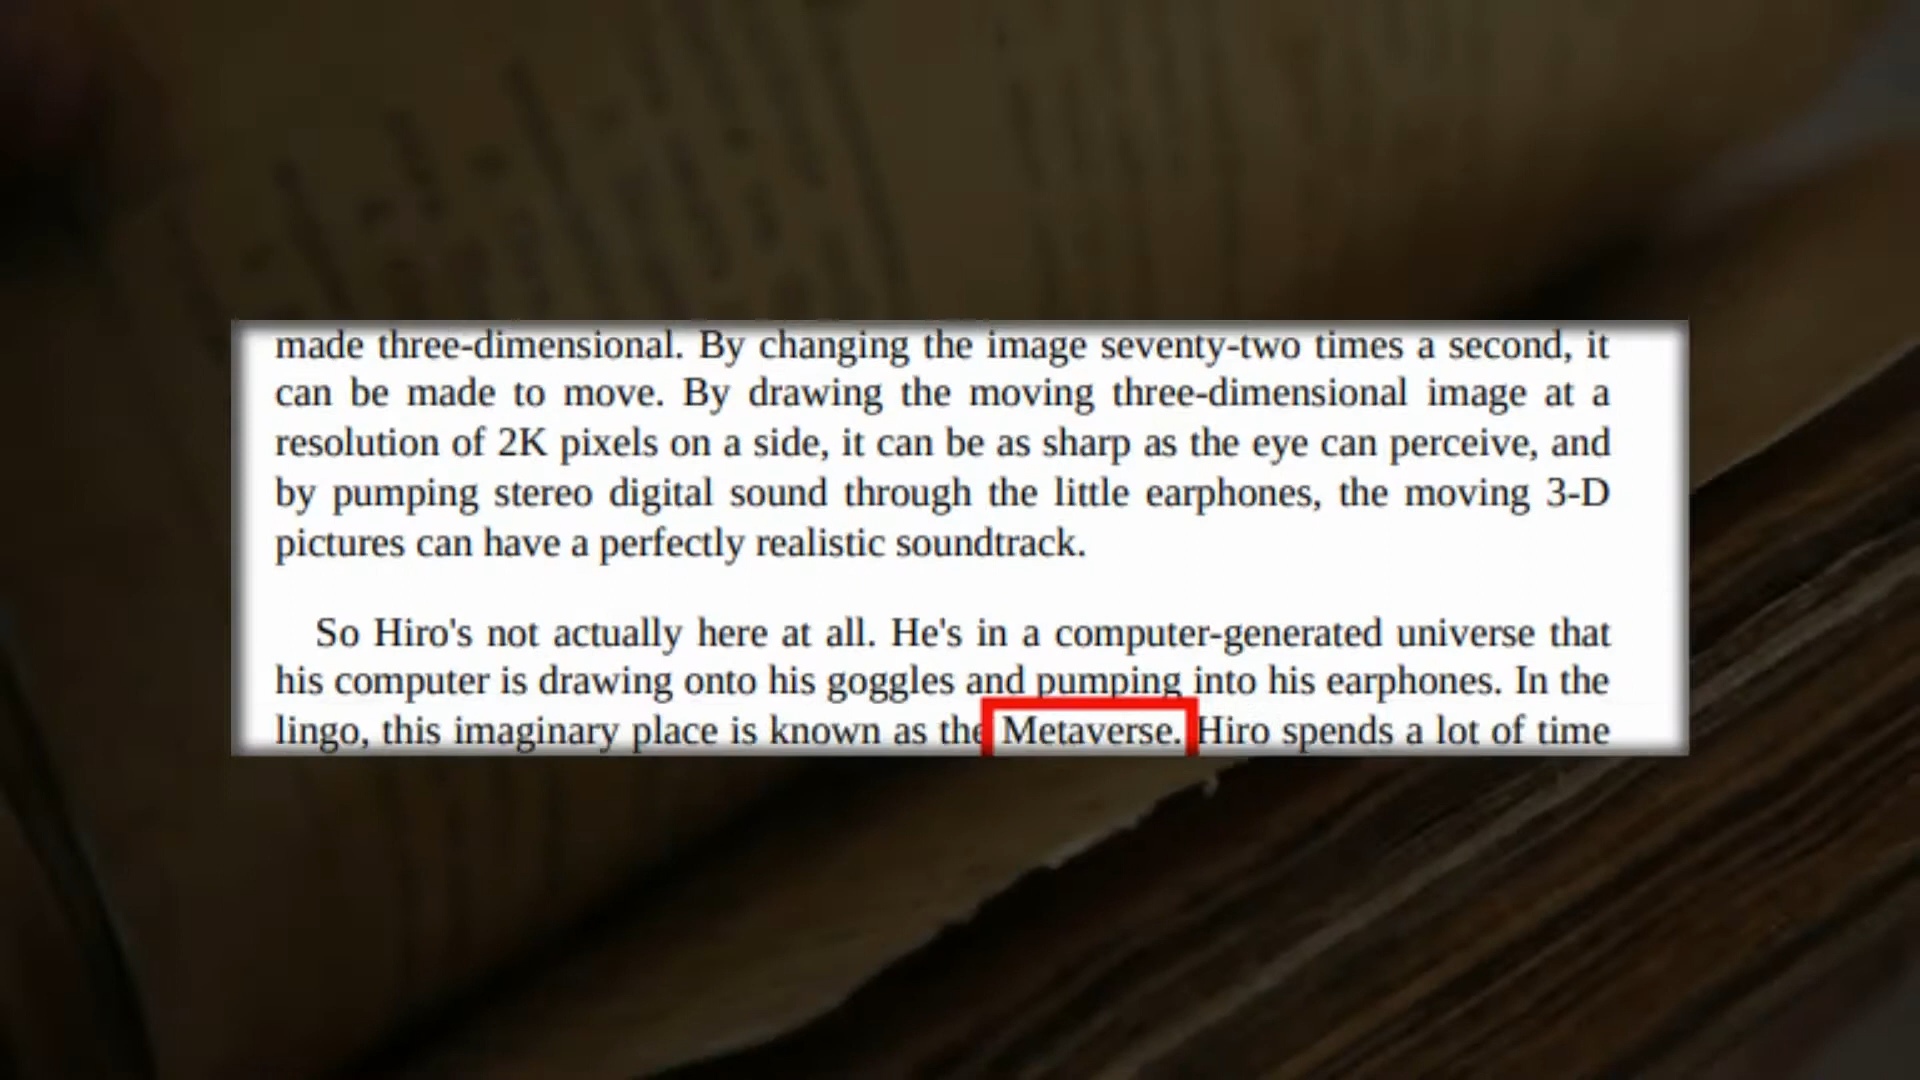 made three-dimensional. By changing the image seventy-two times a second, it
can be made to move. By drawing the moving three-dimensional image at a
resolution of 2K pixels on a side, it can be as sharp as the eye can perceive, and
by pumping stereo digital sound through the little earphones, the moving 3-D
pictures can have a perfectly realistic soundtrack.
So Hiro's not actually here at all. He's in a computer-generated universe that
his computer is drawing onto his goggles and pumping into his earphones. In the
lingo, this imaginary place is known as the Metaverse. Hiro spends a lot of time